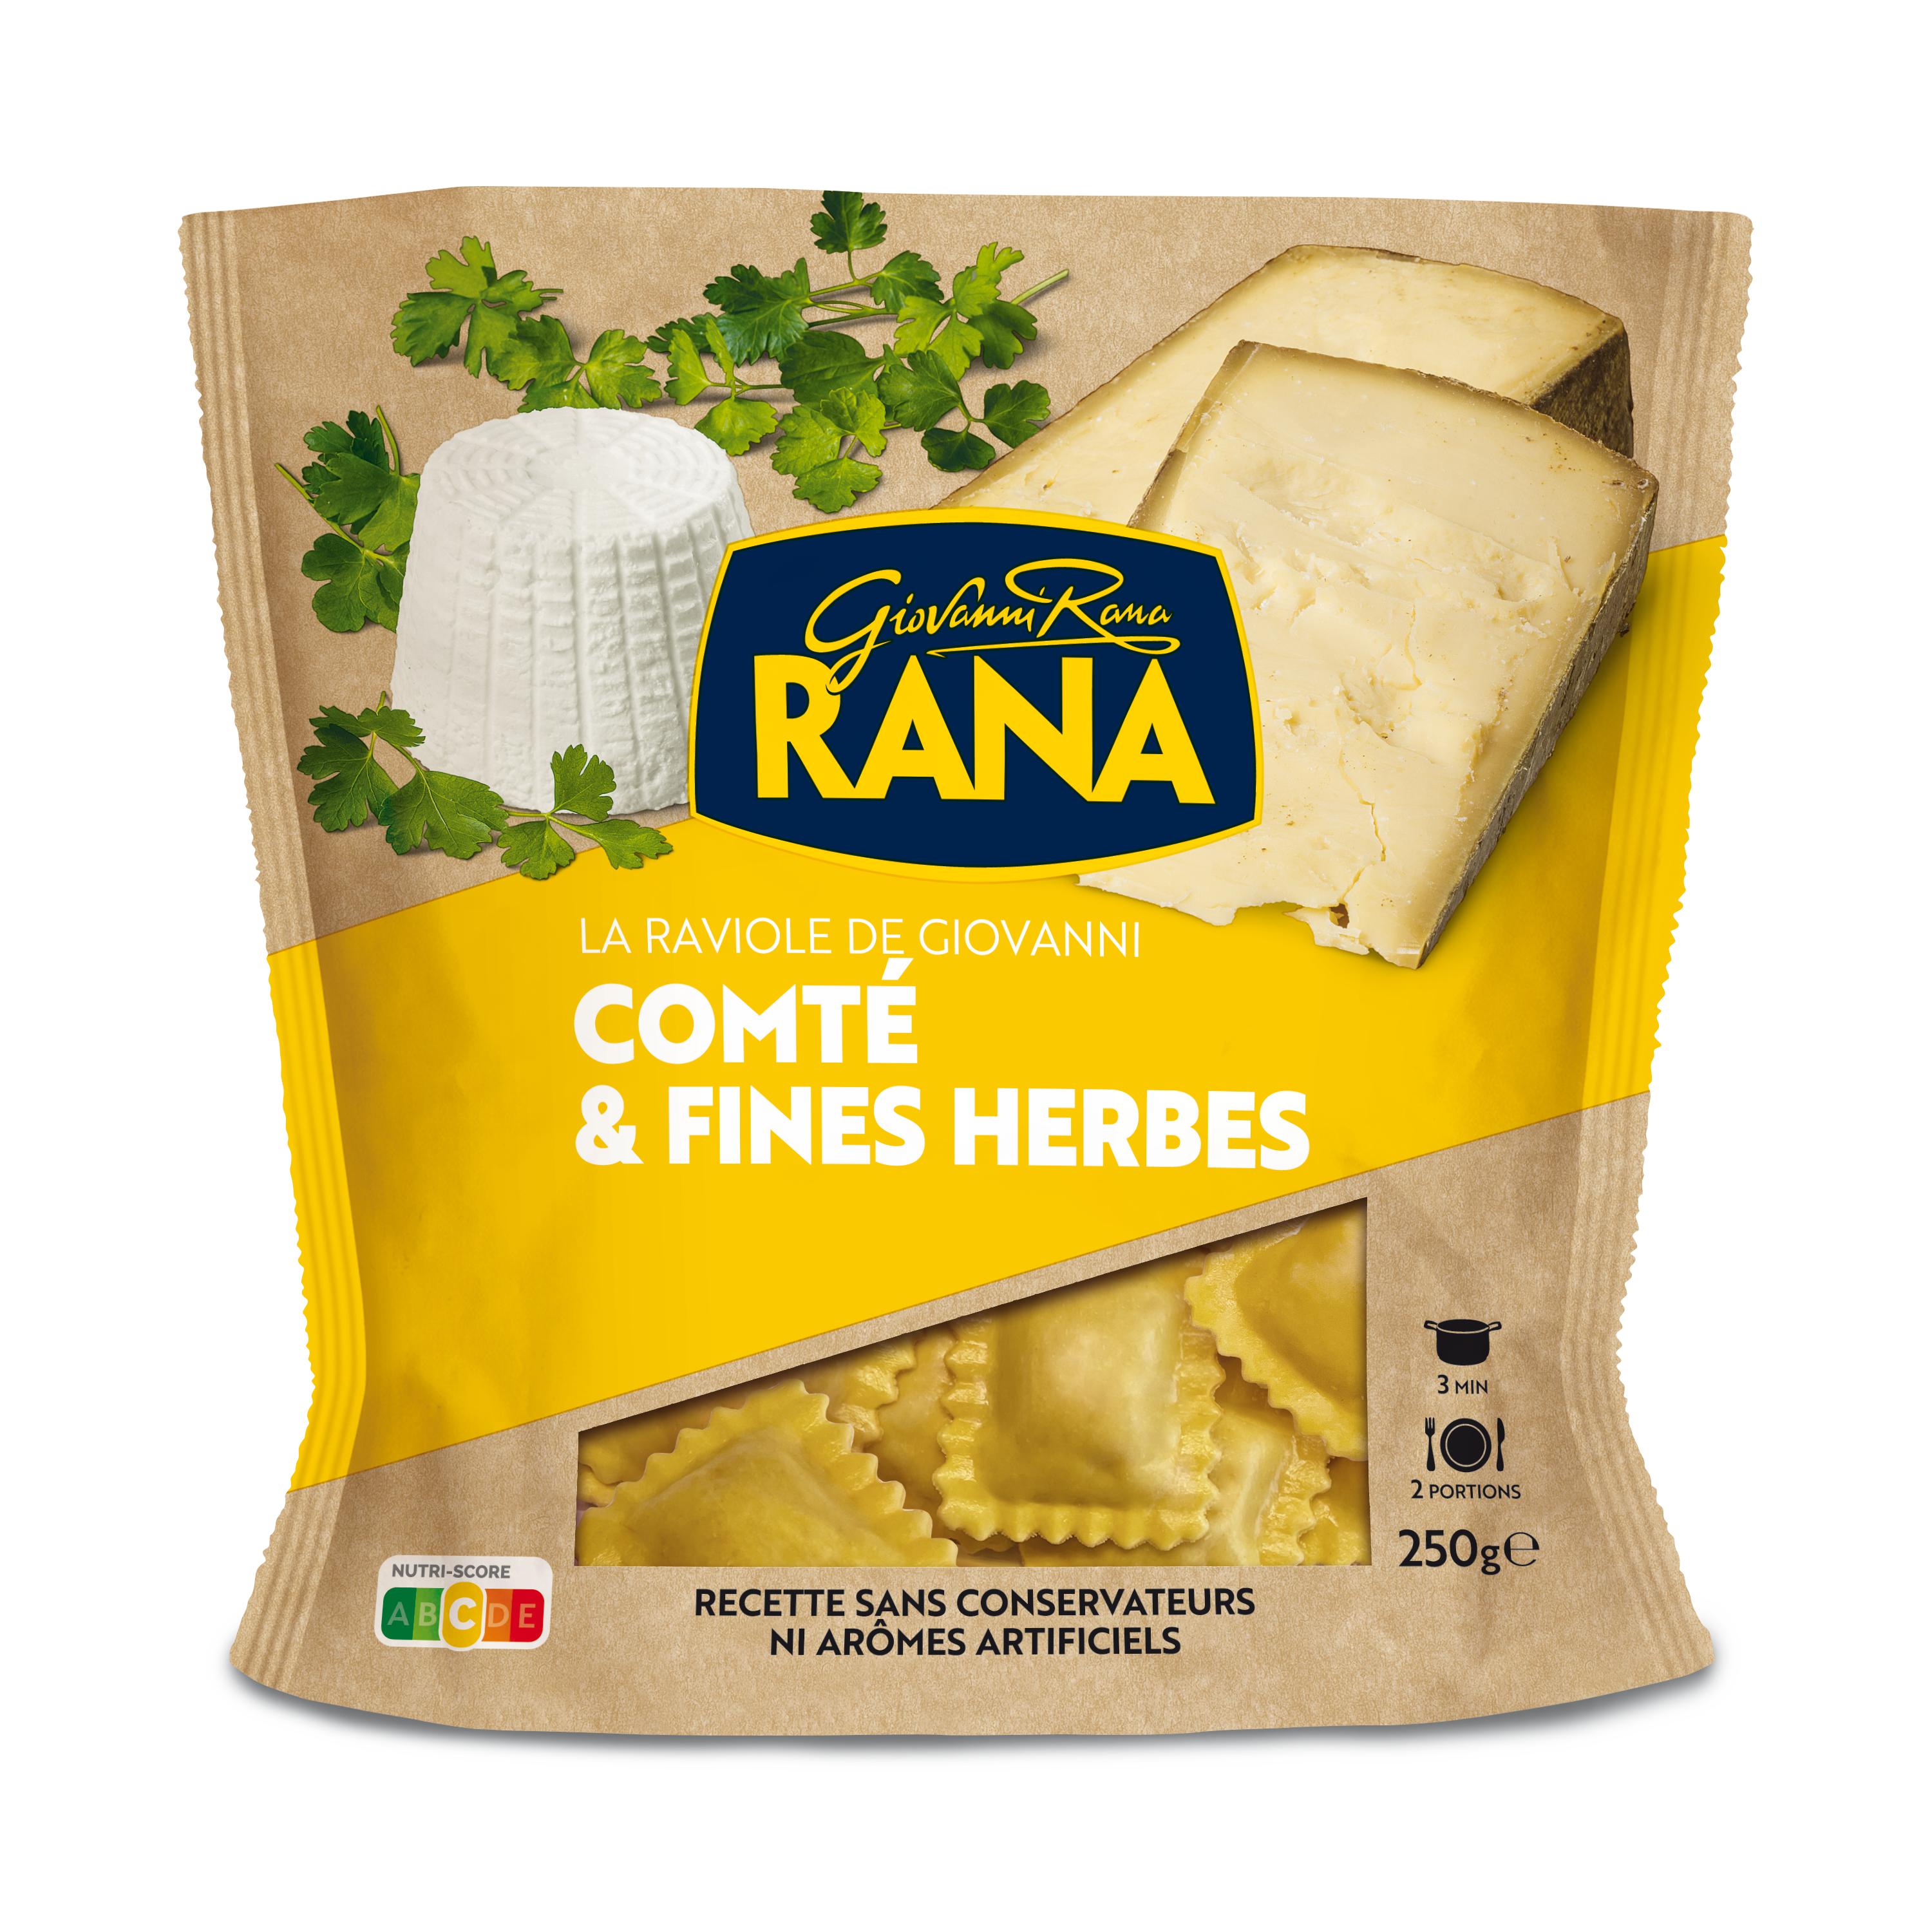 Giovanni Rana
RANA
LA RAVIOLE DE GIOVANNI
COMTÉ
& FINES HERBES
3 MIN
2 PORTIONS
250g℮
NUTRI-SCORE
A B C D E
RECETTE SANS CONSERVATEURS
NI ARÔMES ARTIFICIELS